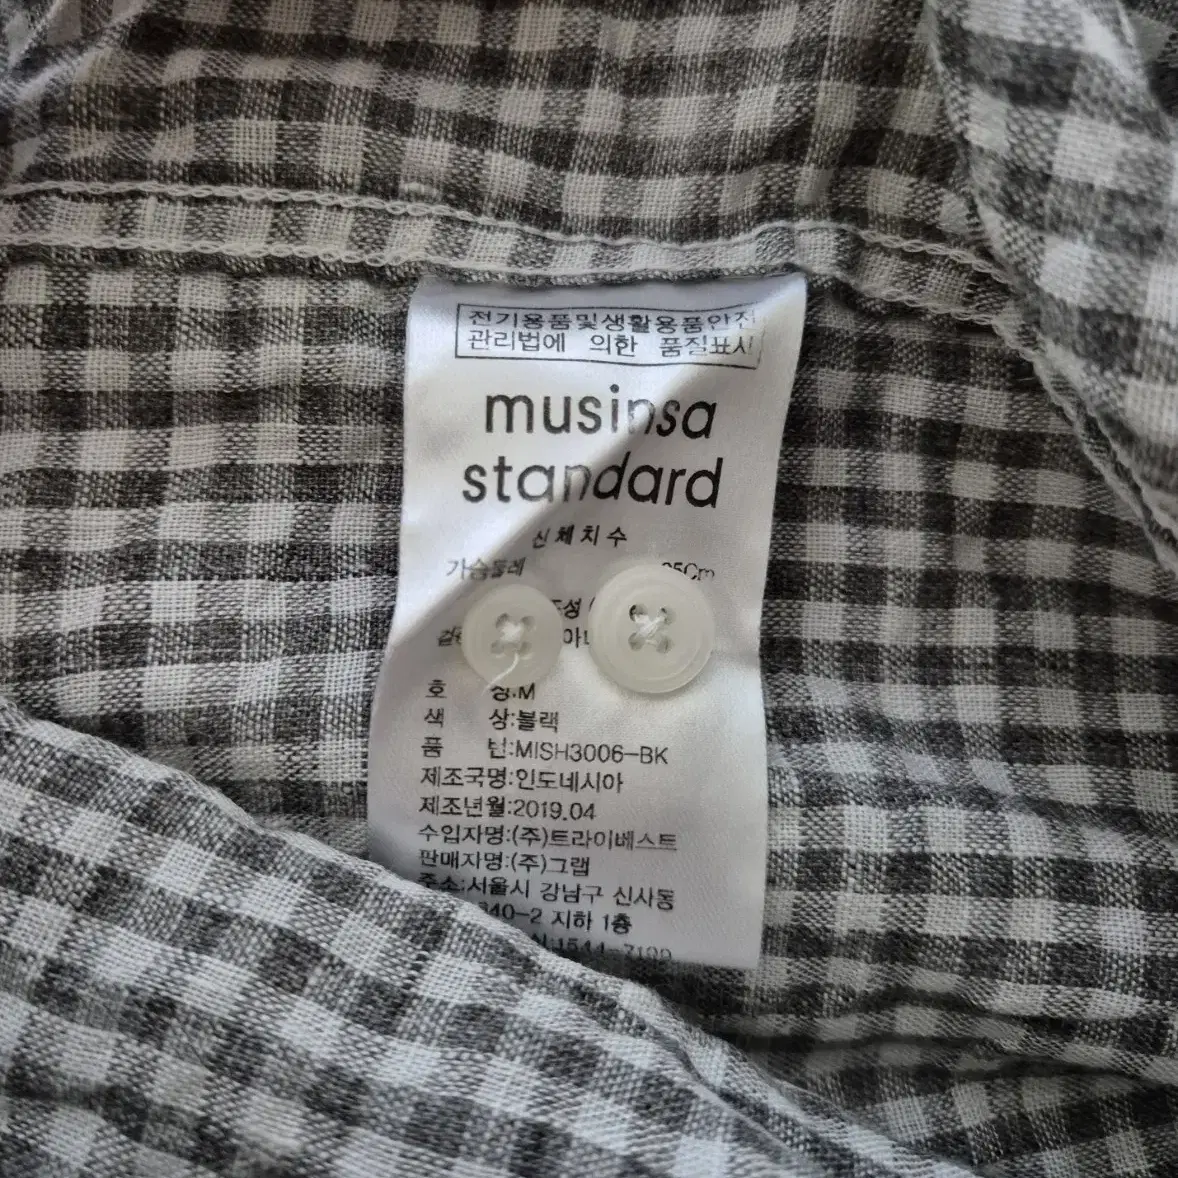 전기용품및생활용품안전
관리법에 의한 품질표시
musinsa
standard
신체치수
가슴둘레
호 칭:M
색 상:블랙
품 번:MISH3006-BK
제조국명:인도네시아
제조년월:2019.04
수입자명:(주)트라이베스트
판매자명:(주)그랩
주소:서울시 강남구 신사동
지하 1층